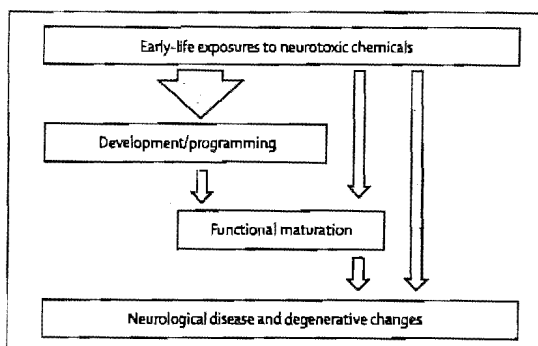 Early-life exposures to neurotoxic chemicals
Development/programming
Functional maturation
Neurological disease and degenerative changes